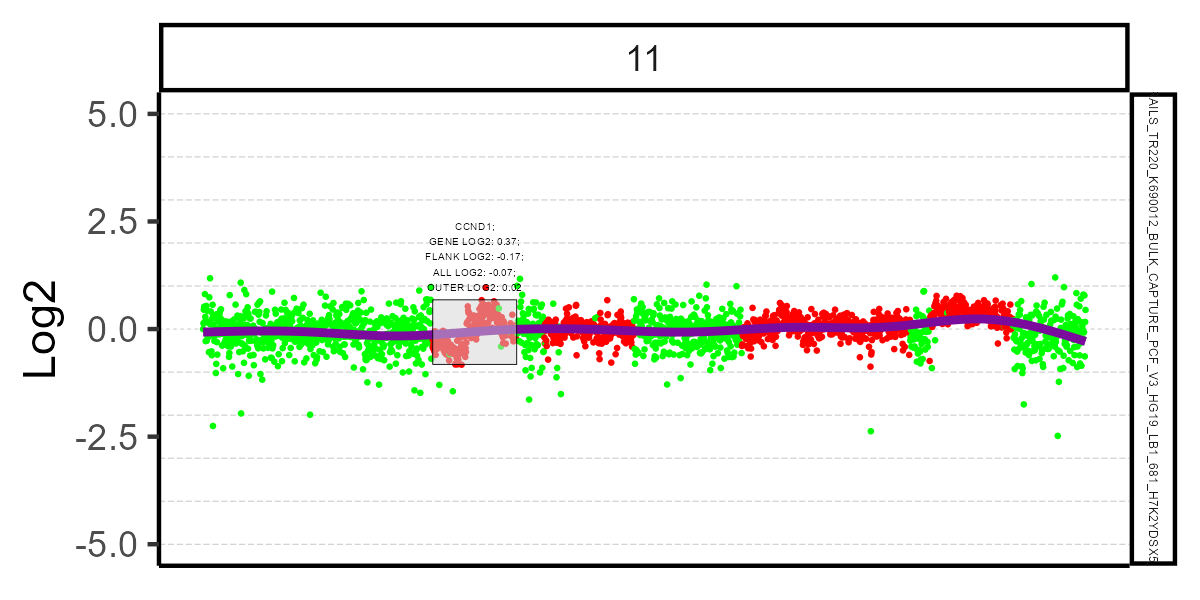 11
5.0
2.5
0.0
-2.5
-5.0
Log2
CCND1;
GENE LOG2: 0.37;
FLANK LOG2: -0.17;
ALL LOG2: -0.07;
OUTER LOG2: 0.02
AILS_TR220_K690012_BULK_CAPTURE_PCF_V3_HG19_LB1_681_H7K2YDSX5